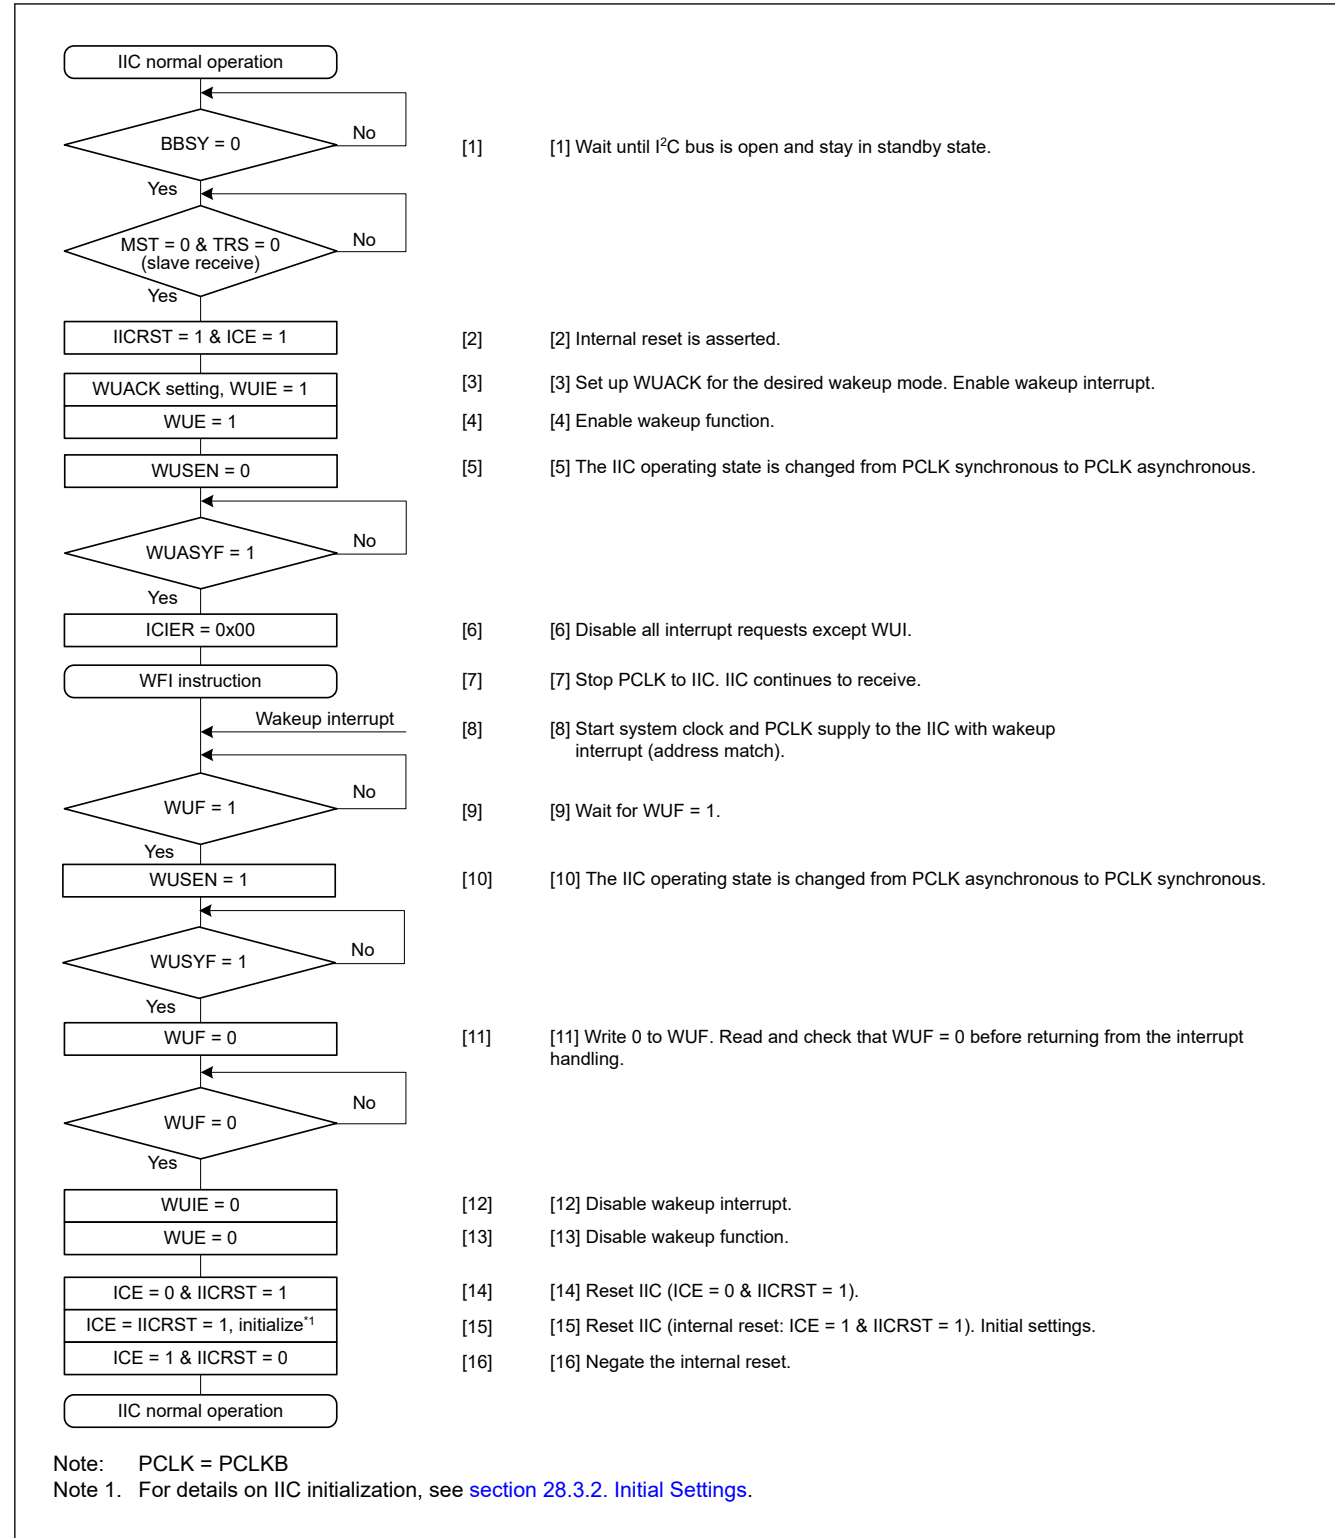 IIC normal operation
BBSY = 0
No
[1] [1] Wait until I²C bus is open and stay in standby state.
Yes
MST = 0 & TRS = 0
(slave receive)
No
Yes
IICRST = 1 & ICE = 1 [2] [2] Internal reset is asserted.
WUACK setting, WUIE = 1 [3] [3] Set up WUACK for the desired wakeup mode. Enable wakeup interrupt.
WUE = 1 [4] [4] Enable wakeup function.
WUSEN = 0 [5] [5] The IIC operating state is changed from PCLK synchronous to PCLK asynchronous.
WUASYF = 1
No
Yes
ICIER = 0x00 [6] [6] Disable all interrupt requests except WUI.
WFI instruction [7] [7] Stop PCLK to IIC. IIC continues to receive.
Wakeup interrupt [8] [8] Start system clock and PCLK supply to the IIC with wakeup
interrupt (address match).
No
WUF = 1 [9] [9] Wait for WUF = 1.
Yes
WUSEN = 1 [10] [10] The IIC operating state is changed from PCLK asynchronous to PCLK synchronous.
WUSYF = 1
No
Yes
WUF = 0 [11] [11] Write 0 to WUF. Read and check that WUF = 0 before returning from the interrupt
handling.
No
WUF = 0
Yes
WUIE = 0 [12] [12] Disable wakeup interrupt.
WUE = 0 [13] [13] Disable wakeup function.
ICE = 0 & IICRST = 1 [14] [14] Reset IIC (ICE = 0 & IICRST = 1).
ICE = IICRST = 1, initialize*1 [15] [15] Reset IIC (internal reset: ICE = 1 & IICRST = 1). Initial settings.
ICE = 1 & IICRST = 0 [16] [16] Negate the internal reset.
IIC normal operation
Note: PCLK = PCLKB
Note 1. For details on IIC initialization, see section 28.3.2. Initial Settings.